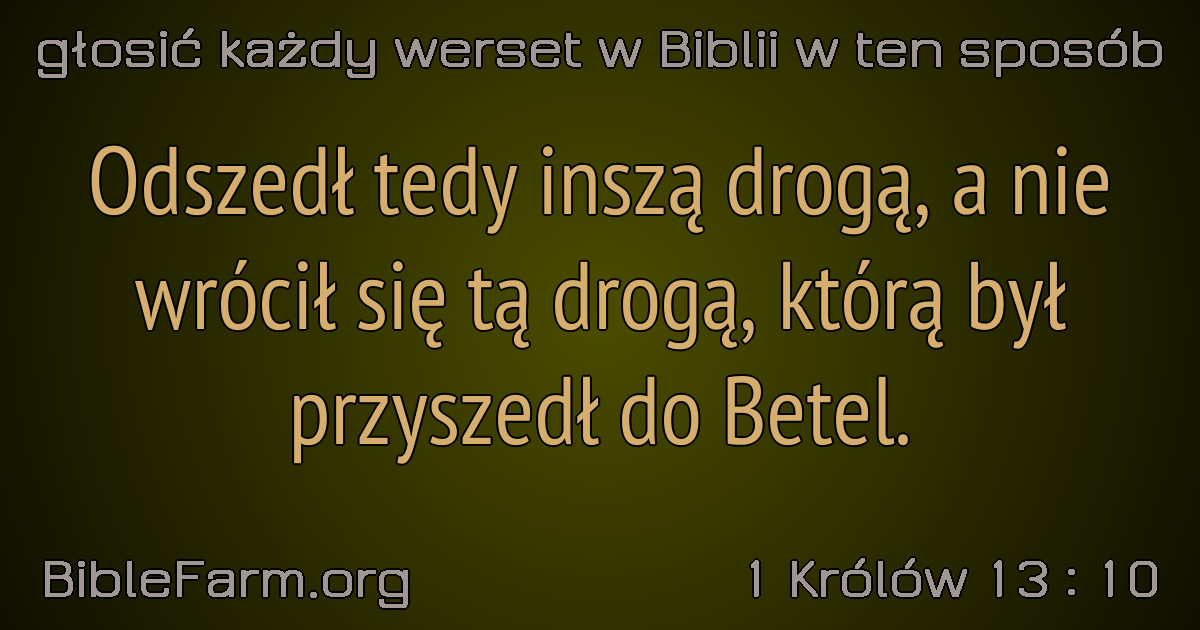 głosić każdy werset w Biblii w ten sposób
Odszedł tedy inszą drogą, a nie
wrócił się tą drogą, którą był
przyszedł do Betel.
BibleFarm.org
1 Królów 13 : 10